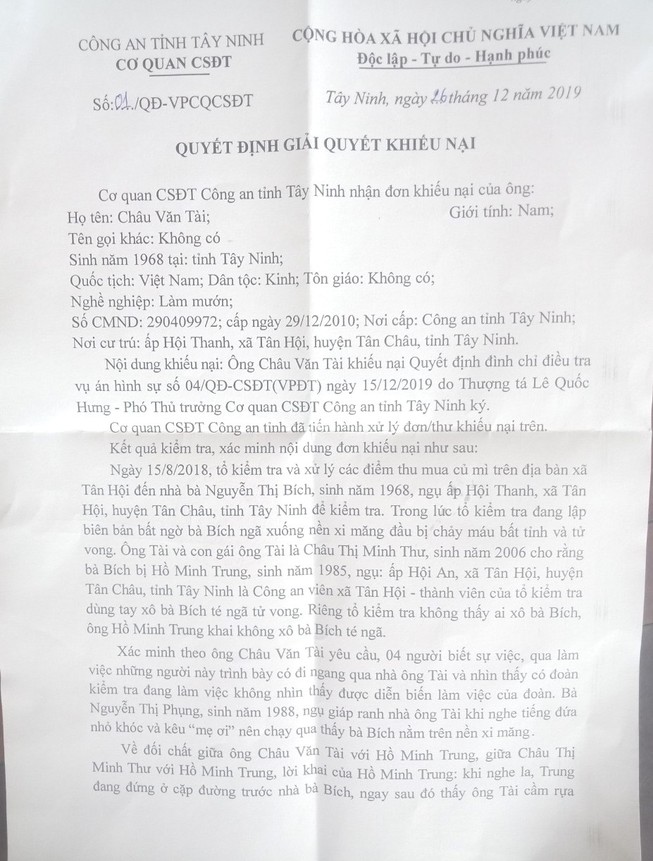 CÔNG AN TỈNH TÂY NINH
CƠ QUAN CSĐT
Số:01./QĐ-VPCQCSĐT
CỘNG HÒA XÃ HỘI CHỦ NGHĨA VIỆT NAM
Độc lập - Tự do - Hạnh phúc
Tây Ninh, ngày 26 tháng 12 năm 2019
QUYẾT ĐỊNH GIẢI QUYẾT KHIẾU NẠI
Cơ quan CSĐT Công an tỉnh Tây Ninh nhận đơn khiếu nại của ông:
Họ tên: Châu Văn Tài; Giới tính: Nam;
Tên gọi khác: Không có
Sinh năm 1968 tại: tỉnh Tây Ninh;
Quốc tịch: Việt Nam; Dân tộc: Kinh; Tôn giáo: Không có;
Nghề nghiệp: Làm mướn;
Số CMND: 290409972; cấp ngày 29/12/2010; Nơi cấp: Công an tỉnh Tây Ninh;
Nơi cư trú: ấp Hội Thanh, xã Tân Hội, huyện Tân Châu, tỉnh Tây Ninh.
Nội dung khiếu nại: Ông Châu Văn Tài khiếu nại Quyết định đình chỉ điều tra
vụ án hình sự số 04/QĐ-CSĐT(VPĐT) ngày 15/12/2019 do Thượng tá Lê Quốc
Hưng - Phó Thủ trưởng Cơ quan CSĐT Công an tỉnh Tây Ninh ký.
Cơ quan CSĐT Công an tỉnh đã tiến hành xử lý đơn/thư khiếu nại trên.
Kết quả kiểm tra, xác minh nội dung đơn khiếu nại như sau:
Ngày 15/8/2018, tổ kiểm tra và xử lý các điểm thu mua củ mì trên địa bàn xã
Tân Hội đến nhà bà Nguyễn Thị Bích, sinh năm 1968, ngụ ấp Hội Thanh, xã Tân
Hội, huyện Tân Châu, tỉnh Tây Ninh để kiểm tra. Trong lúc tổ kiểm tra đang lập
biên bản bất ngờ bà Bích ngã xuống nền xi măng đầu bị chảy máu bất tỉnh và tử
vong. Ông Tài và con gái ông Tài là Châu Thị Minh Thư, sinh năm 2006 cho rằng
bà Bích bị Hồ Minh Trung, sinh năm 1985, ngụ: ấp Hội An, xã Tân Hội, huyện
Tân Châu, tỉnh Tây Ninh là Công an viên xã Tân Hội - thành viên của tổ kiểm tra
dùng tay xô bà Bích té ngã tử vong. Riêng tổ kiểm tra không thấy ai xô bà Bích,
ông Hồ Minh Trung khai không xô bà Bích té ngã.
Xác minh theo ông Châu Văn Tài yêu cầu, 04 người biết sự việc, qua làm
việc những người này trình bày có đi ngang qua nhà ông Tài và nhìn thấy có đoàn
kiểm tra đang làm việc không nhìn thấy được diễn biến làm việc của đoàn. Bà
Nguyễn Thị Phụng, sinh năm 1988, ngụ giáp ranh nhà ông Tài khi nghe tiếng đứa
nhỏ khóc và kêu “mẹ ơi” nên chạy qua thấy bà Bích nằm trên nền xi măng.
Về đối chất giữa ông Châu Văn Tài với Hồ Minh Trung, giữa Châu Thị
Minh Thư với Hồ Minh Trung, lời khai của Hồ Minh Trung: khi nghe la, Trung
đang đứng ở cặp đường trước nhà bà Bích, ngay sau đó thấy ông Tài cầm rựa